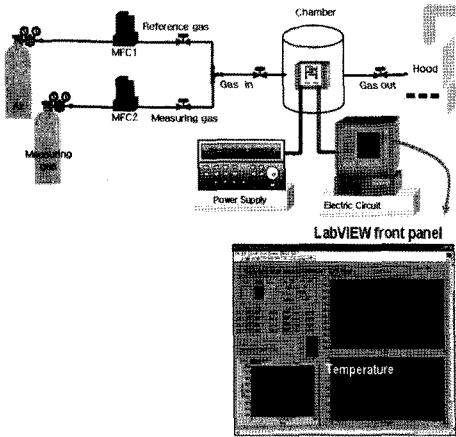 Chamber
Reference gas
MFC1
Gas in
Gas out
Hood
Air
MFC2
Measuring gas
Measuring
gas
Power Supply
Electric Circuit
LabVIEW front panel
Temperature